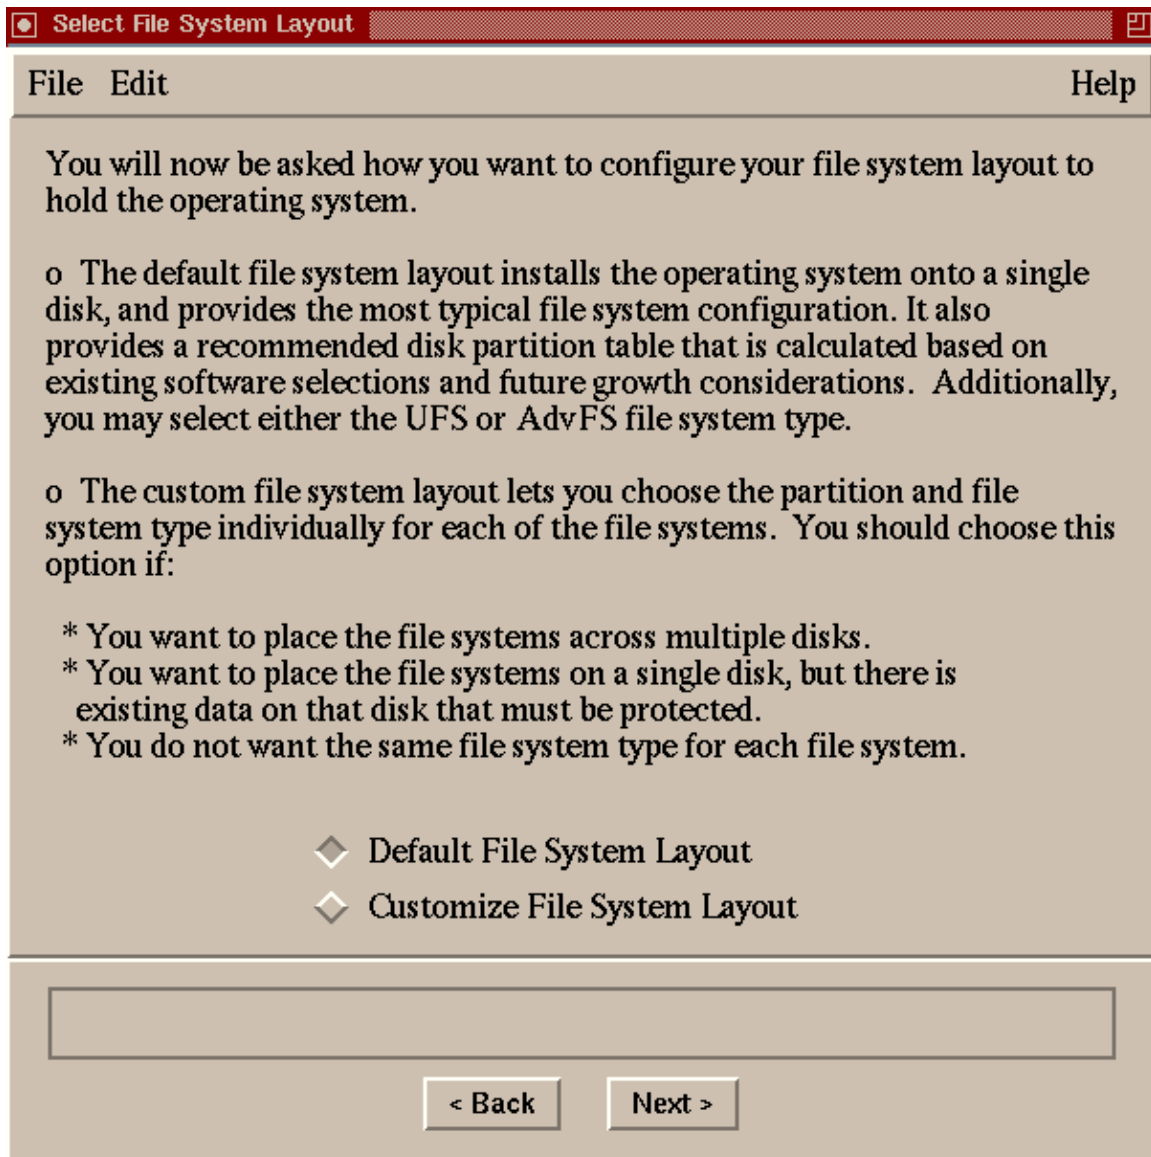 Select File System Layout
File Edit Help
You will now be asked how you want to configure your file system layout to
hold the operating system.
o The default file system layout installs the operating system onto a single
disk, and provides the most typical file system configuration. It also
provides a recommended disk partition table that is calculated based on
existing software selections and future growth considerations. Additionally,
you may select either the UFS or AdvFS file system type.
o The custom file system layout lets you choose the partition and file
system type individually for each of the file systems. You should choose this
option if:
* You want to place the file systems across multiple disks.
* You want to place the file systems on a single disk, but there is
existing data on that disk that must be protected.
* You do not want the same file system type for each file system.
Default File System Layout
Customize File System Layout
< Back Next >